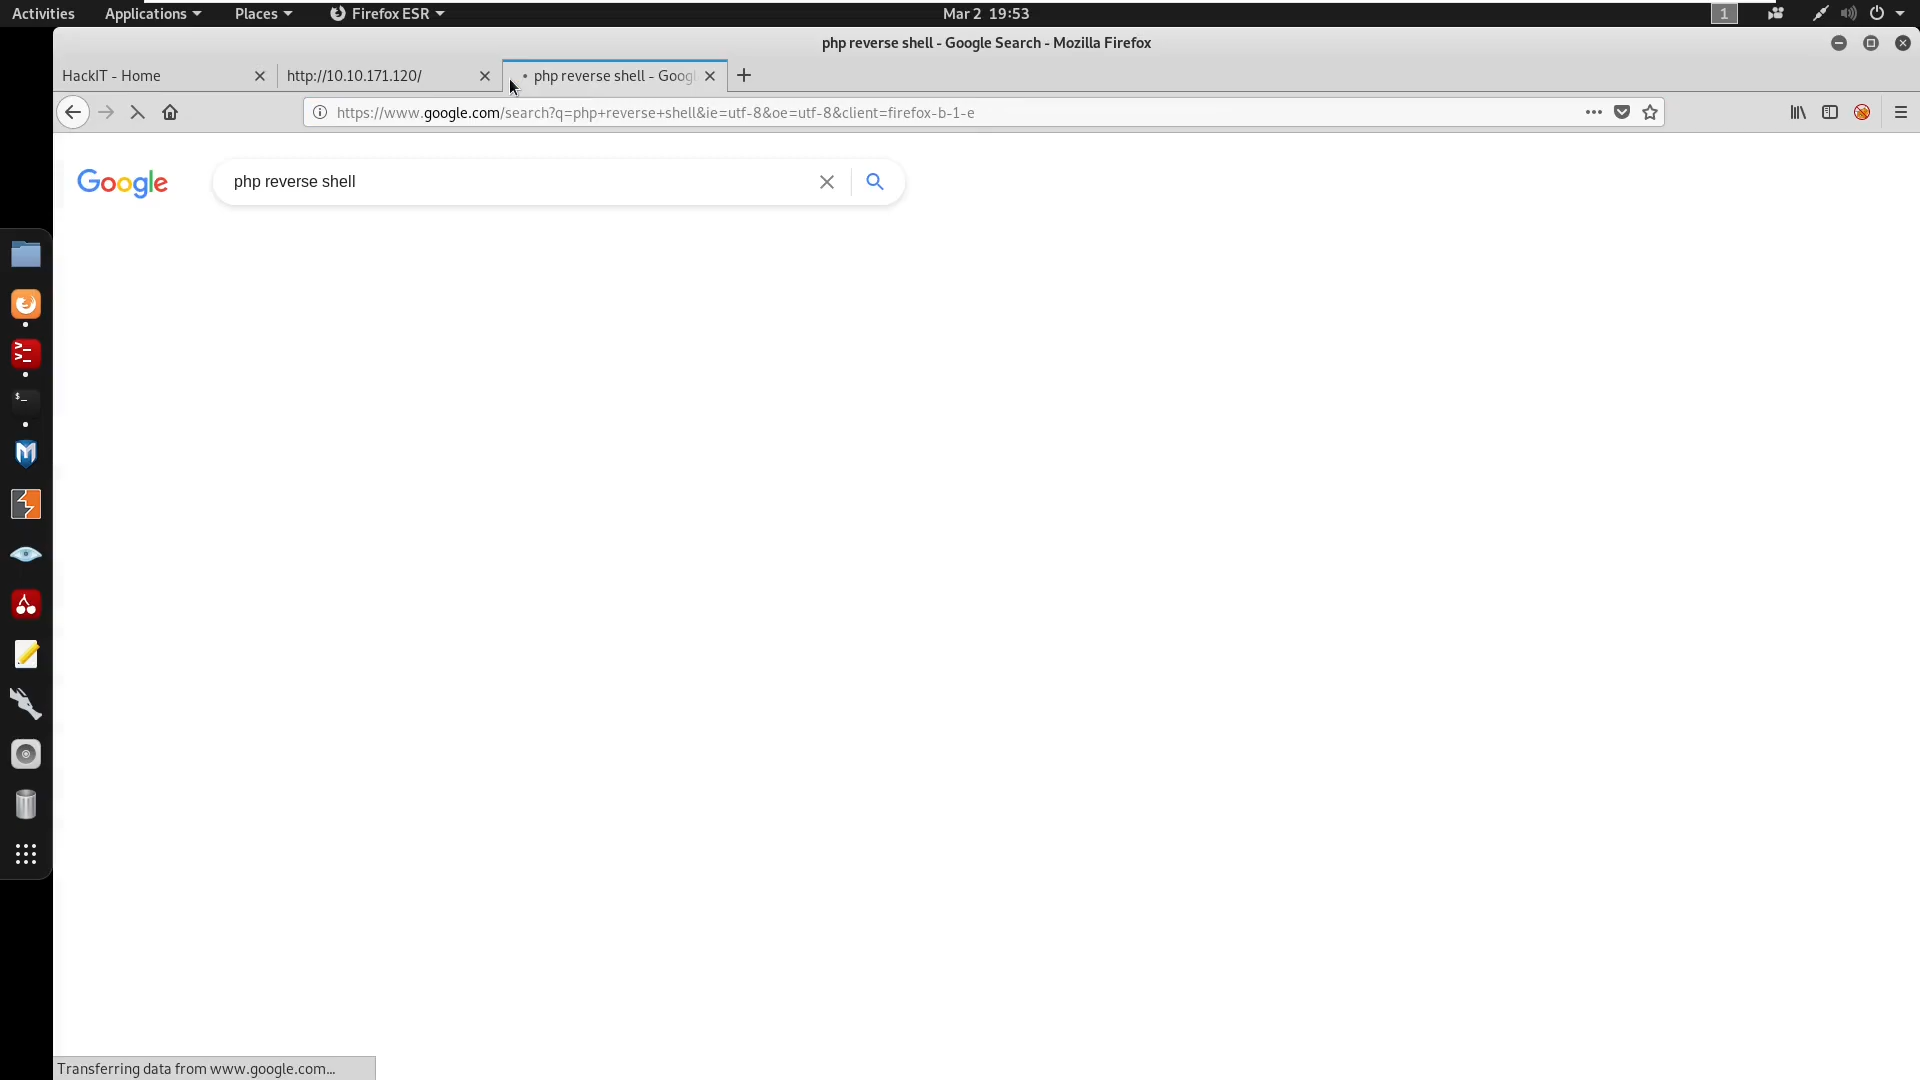 Activities Applications Places Firefox ESR Mar 2 19:53 1
php reverse shell - Google Search - Mozilla Firefox
HackIT - Home http://10.10.171.120/ php reverse shell - Goog
https://www.google.com/search?q=php+reverse+shell&ie=utf-8&oe=utf-8&client=firefox-b-1-e
Google php reverse shell
Transferring data from www.google.com...